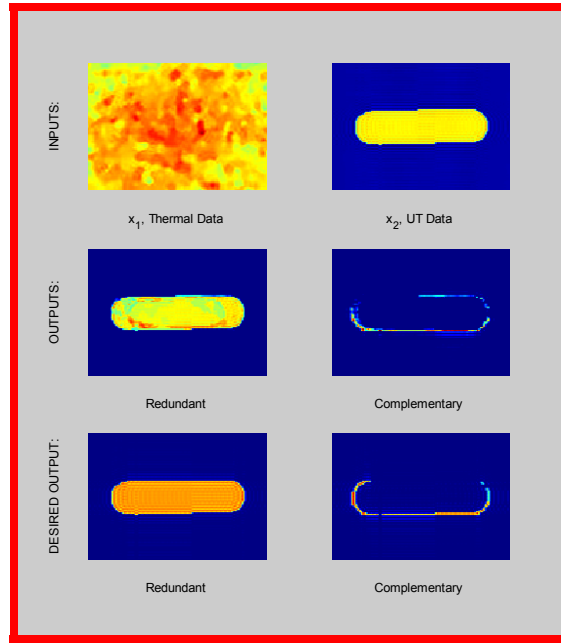 INPUTS:
x1, Thermal Data
x2, UT Data
OUTPUTS:
Redundant
Complementary
DESIRED OUTPUT:
Redundant
Complementary